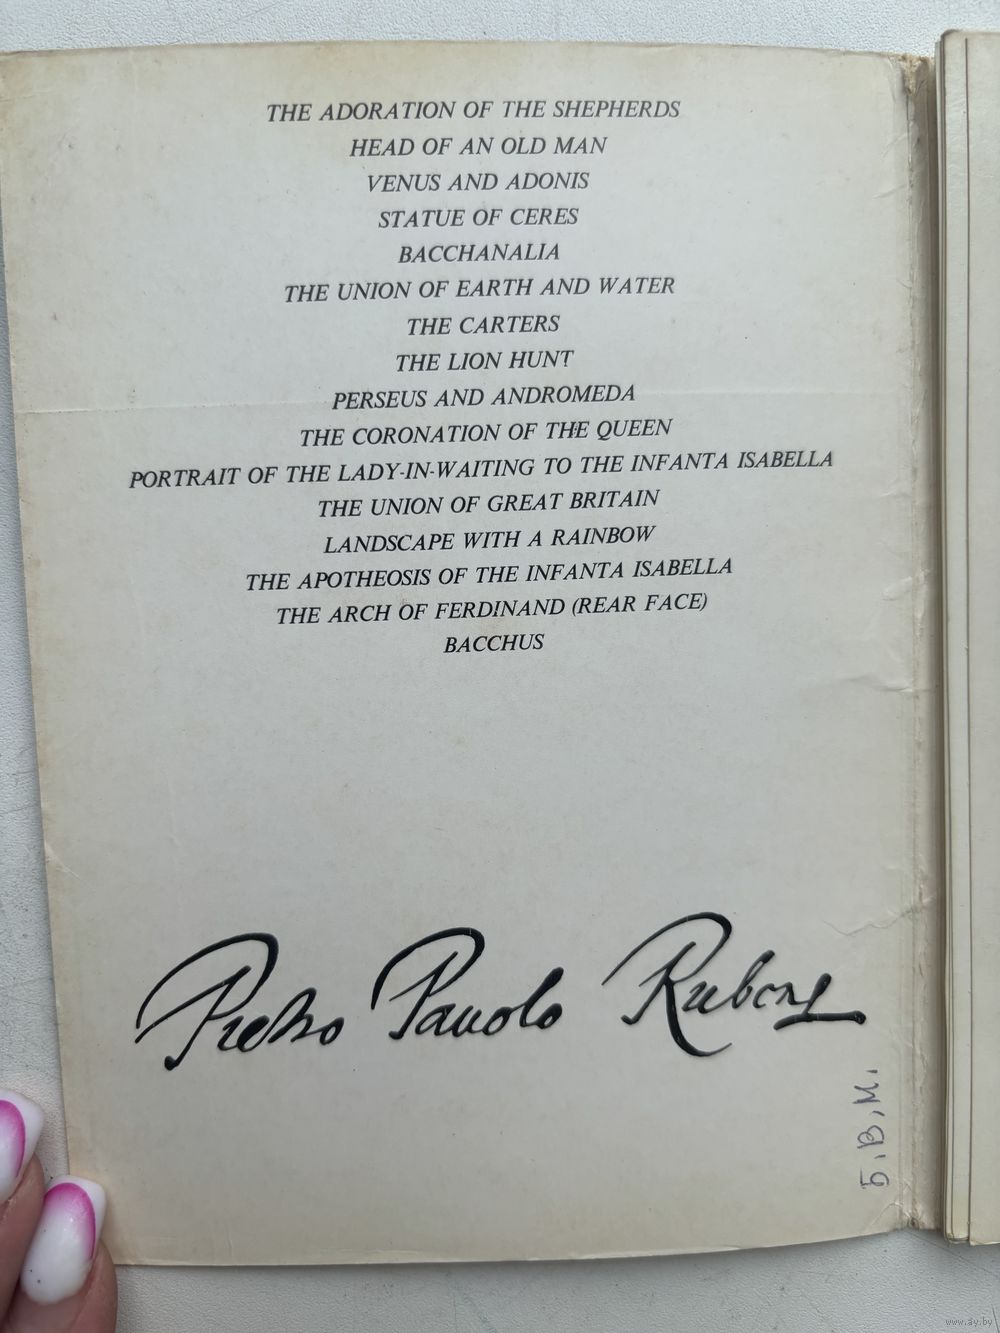 THE ADORATION OF THE SHEPHERDS
HEAD OF AN OLD MAN
VENUS AND ADONIS
STATUE OF CERES
BACCHANALIA
THE UNION OF EARTH AND WATER
THE CARTERS
THE LION HUNT
PERSEUS AND ANDROMEDA
THE CORONATION OF THE QUEEN
PORTRAIT OF THE LADY-IN-WAITING TO THE INFANTA ISABELLA
THE UNION OF GREAT BRITAIN
LANDSCAPE WITH A RAINBOW
THE APOTHEOSIS OF THE INFANTA ISABELLA
THE ARCH OF FERDINAND (REAR FACE)
BACCHUS
Pietro Pauolo Rubens
Б.В.М.
www.ay.by